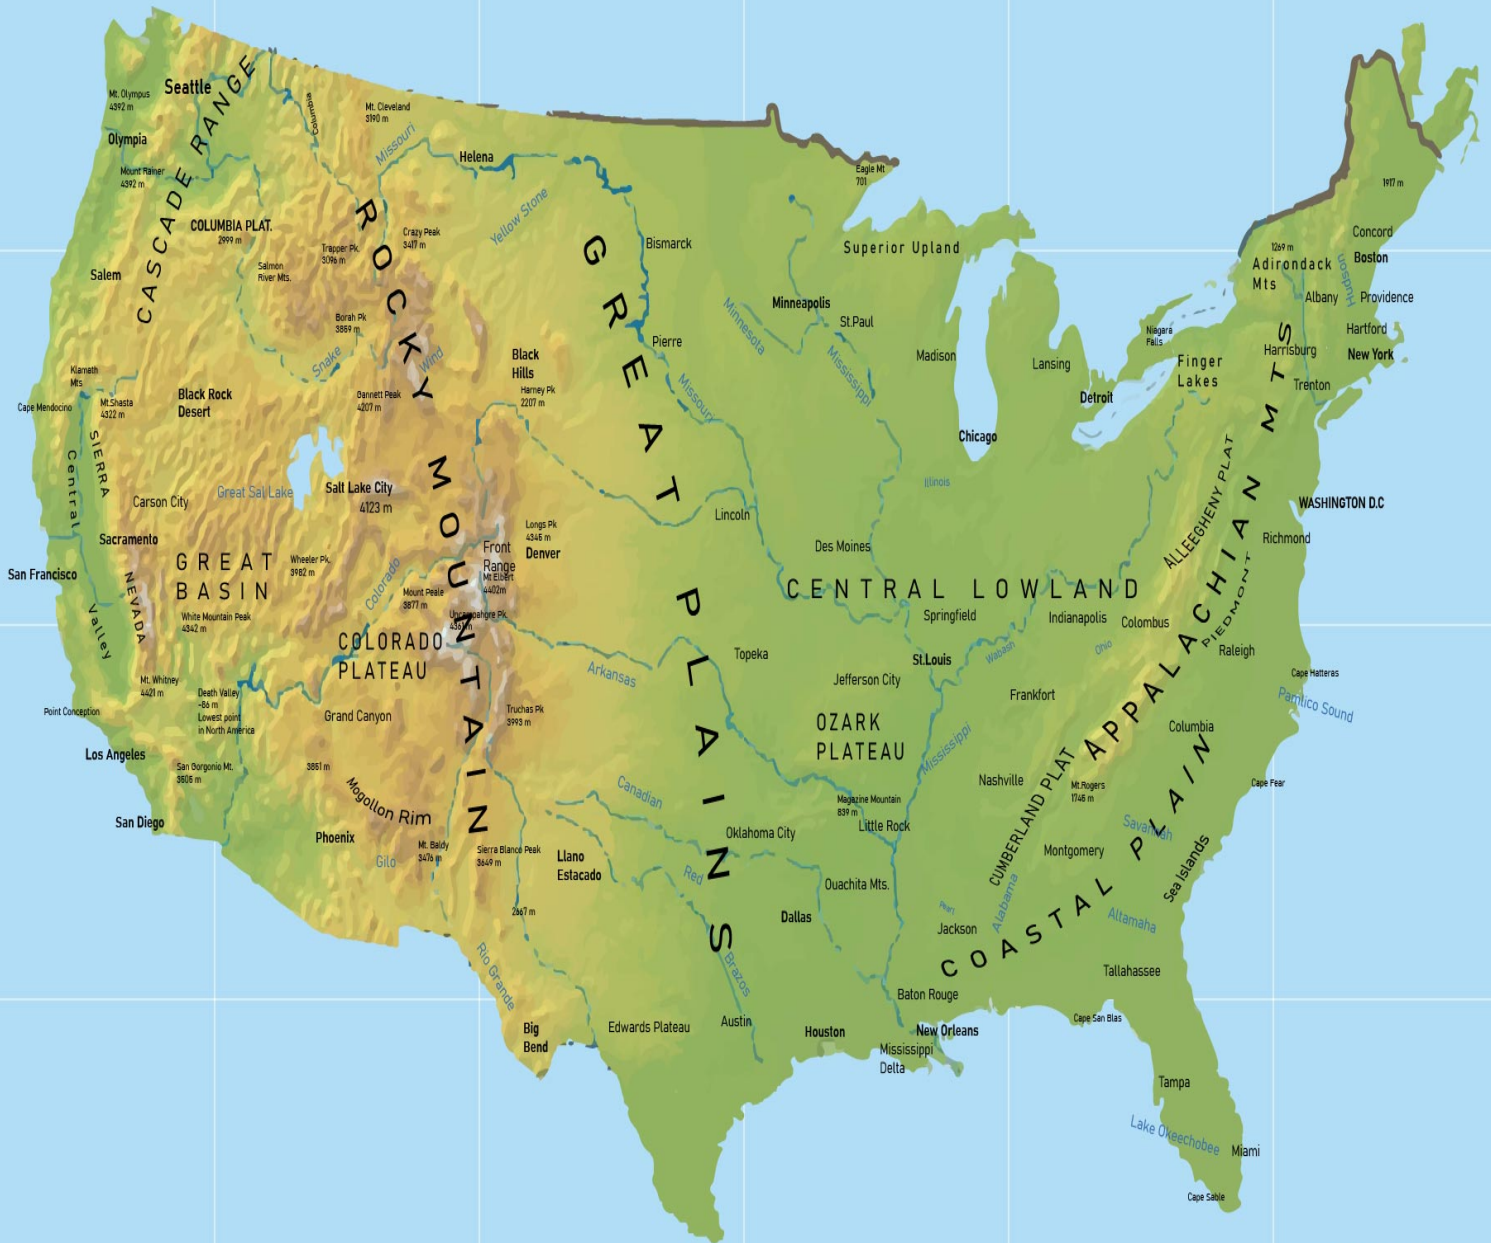 Seattle
Mt. Olympus
4392 m
Olympia
Mount Rainer
4392 m
CASCADE RANGE
Columbia
Mt. Cleveland
3190 m
Missouri
Helena
COLUMBIA PLAT.
2999 m
Salem
Salmon
River Mts.
Trapper Pk.
3096 m
Crazy Peak
3417 m
Yellow Stone
Borah Pk
3859 m
Snake
Wind
ROCKY MOUNTAIN
GREAT PLAINS
Bismarck
Pierre
Missouri
Black
Hills
Harney Pk
2207 m
Gannett Peak
4207 m
Klamath
Mts
Cape Mendocino
Mt.Shasta
4322 m
Black Rock
Desert
SIERRA
NEVADA
Central
Valley
Carson City
Great Sal Lake
Salt Lake City
4123 m
Sacramento
San Francisco
GREAT
BASIN
Wheeler Pk.
3982 m
White Mountain Peak
4342 m
Colorado
Mount Peale
3877 m
Longs Pk
4345 m
Denver
Front
Range
Mt Elbert
4402m
Uncompahgre Pk.
4361 m
COLORADO
PLATEAU
Mt. Whitney
4421 m
Death Valley
-86 m
Lowest point
in North America
Point Conception
Los Angeles
San Gorgonio Mt.
3505 m
San Diego
Grand Canyon
3851 m
Mogollon Rim
Phoenix
Gilo
Mt. Baldy
3476 m
Truchas Pk
3993 m
Sierra Blanco Peak
3649 m
2667 m
Rio Grande
Big
Bend
Llano
Estacado
Canadian
Arkansas
Red
Brazos
Edwards Plateau
Austin
Houston
Dallas
Oklahoma City
Ouachita Mts.
Little Rock
Magazine Mountain
839 m
OZARK
PLATEAU
Topeka
Jefferson City
Lincoln
Des Moines
CENTRAL LOWLAND
Eagle Mt
701
Superior Upland
Minneapolis
St.Paul
Minnesota
Mississippi
Madison
Lansing
Detroit
Chicago
Illinois
Springfield
St.Louis
Indianapolis
Colombus
Wabash
Ohio
Frankfort
Mississippi
Nashville
CUMBERLAND PLAT
Mt.Rogers
1746 m
APPALACHIAN MTS
ALLEEGHENY PLAT
PIEDMONT
COASTAL PLAIN
Niagara
Falls
Finger
Lakes
1917 m
1269 m
Adirondack
Mts
Concord
Boston
Hudson
Albany
Providence
Hartford
Harrisburg
New York
Trenton
WASHINGTON D.C
Richmond
Raleigh
Cape Hatteras
Pamlico Sound
Columbia
Cape Fear
Savannah
Sea Islands
Montgomery
Alabama
Pearl
Jackson
Altamaha
Tallahassee
Baton Rouge
New Orleans
Mississippi
Delta
Cape San Blas
Tampa
Lake Okeechobee
Miami
Cape Sable